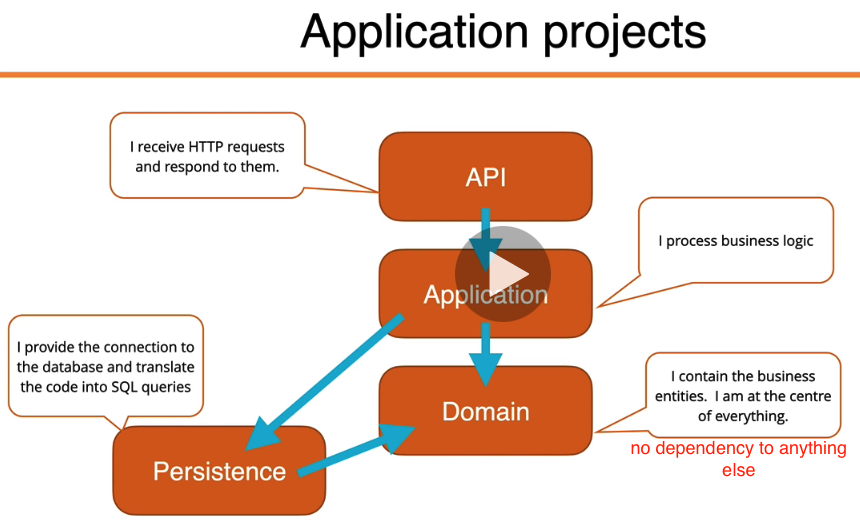 Application projects
I receive HTTP requests
and respond to them.
API
I process business logic
Application
I provide the connection to
the database and translate
the code into SQL queries
I contain the business
entities.  I am at the centre
of everything.
Domain
no dependency to anything
else
Persistence